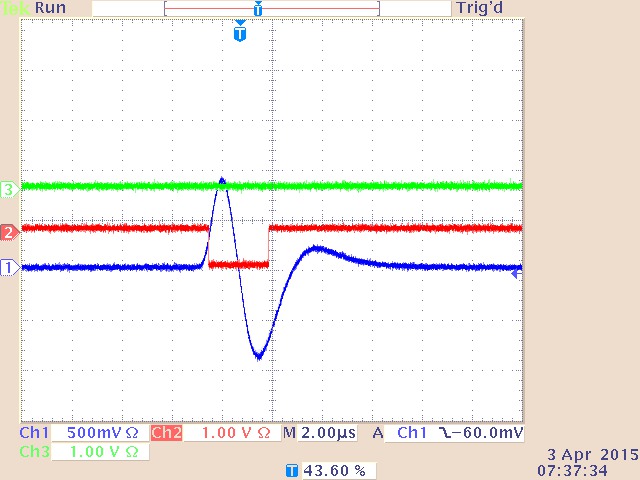 Tek Run Trig'd
T
T
3
2
1
Ch1 500mV Ω Ch2 1.00 V Ω M 2.00µs A Ch1 ⲍ −60.0mV
Ch3 1.00 V Ω
T 43.60 %
3 Apr 2015
07:37:34